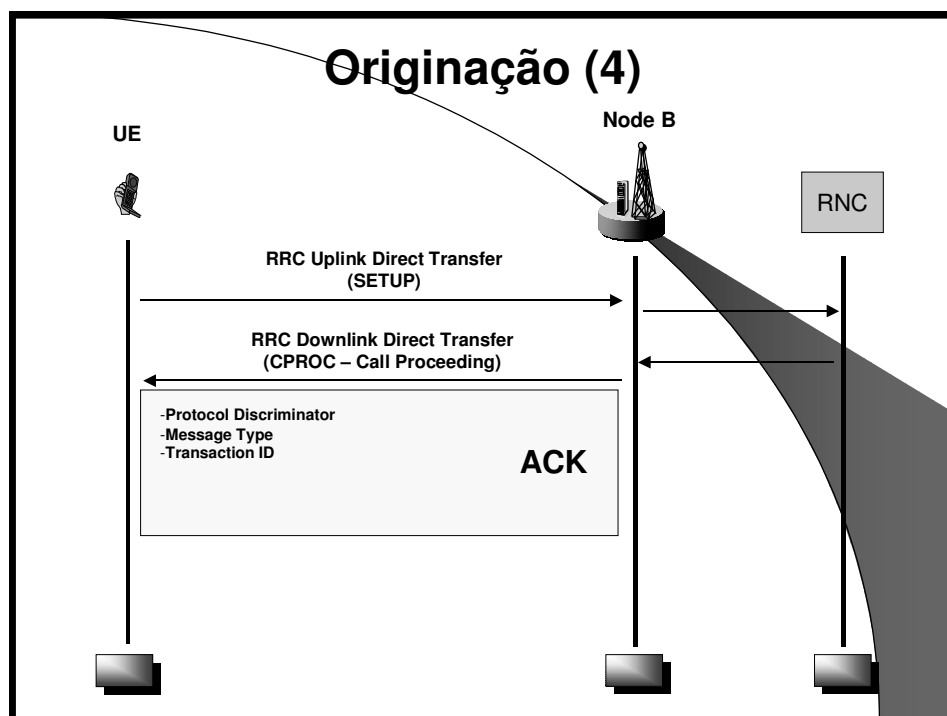 Originação (4)
UE
Node B
RNC
RRC Uplink Direct Transfer
(SETUP)
RRC Downlink Direct Transfer
(CPROC – Call Proceeding)
-Protocol Discriminator
-Message Type
-Transaction ID
ACK